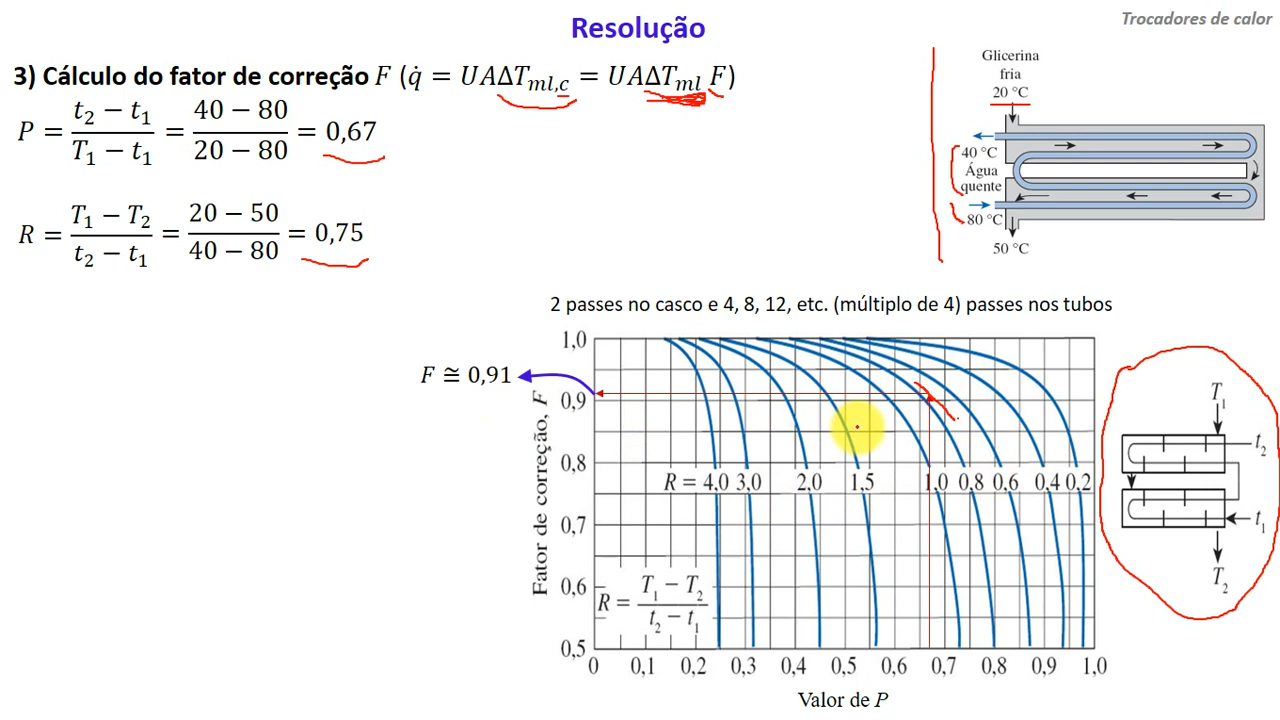 Trocadores de calor
Resolução
3) Cálculo do fator de correção F (q̇ = UAΔT_{ml,c} = UAΔT_{ml} F)
P = (t₂ − t₁)/(T₁ − t₁) = (40 − 80)/(20 − 80) = 0,67
R = (T₁ − T₂)/(t₂ − t₁) = (20 − 50)/(40 − 80) = 0,75
Glicerina
fria
20 °C
40 °C
Água
quente
80 °C
50 °C
2 passes no casco e 4, 8, 12, etc. (múltiplo de 4) passes nos tubos
F ≅ 0,91
Fator de correção, F
1,0
0,9
0,8
0,7
0,6
0,5
R = 4,0 3,0 2,0 1,5 1,0 0,8 0,6 0,4 0,2
R = (T₁ − T₂)/(t₂ − t₁)
0 0,1 0,2 0,3 0,4 0,5 0,6 0,7 0,8 0,9 1,0
Valor de P
T₁
t₂
t₁
T₂